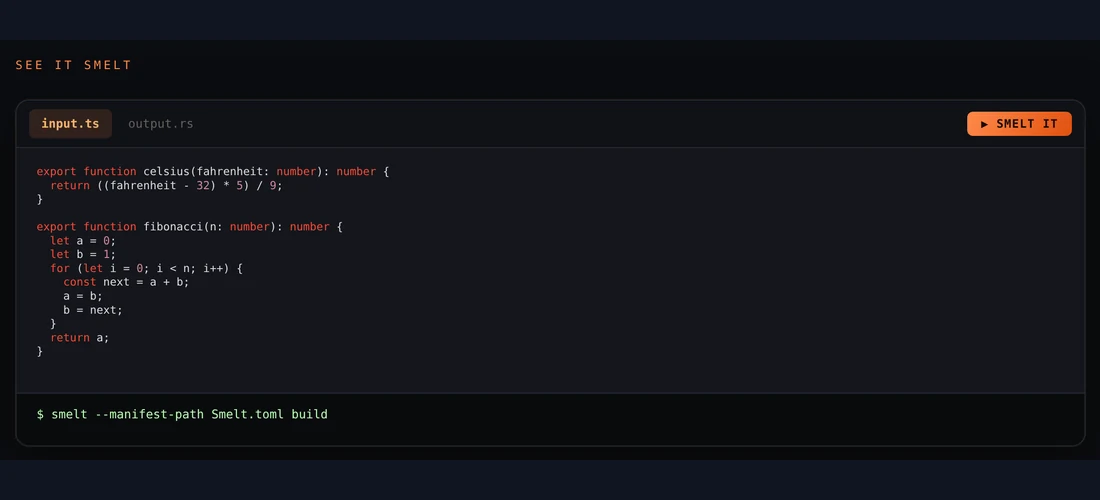 SEE IT SMELT
input.ts output.rs ▶ SMELT IT
export function celsius(fahrenheit: number): number {
  return ((fahrenheit - 32) * 5) / 9;
}
export function fibonacci(n: number): number {
  let a = 0;
  let b = 1;
  for (let i = 0; i < n; i++) {
    const next = a + b;
    a = b;
    b = next;
  }
  return a;
}
$ smelt --manifest-path Smelt.toml build